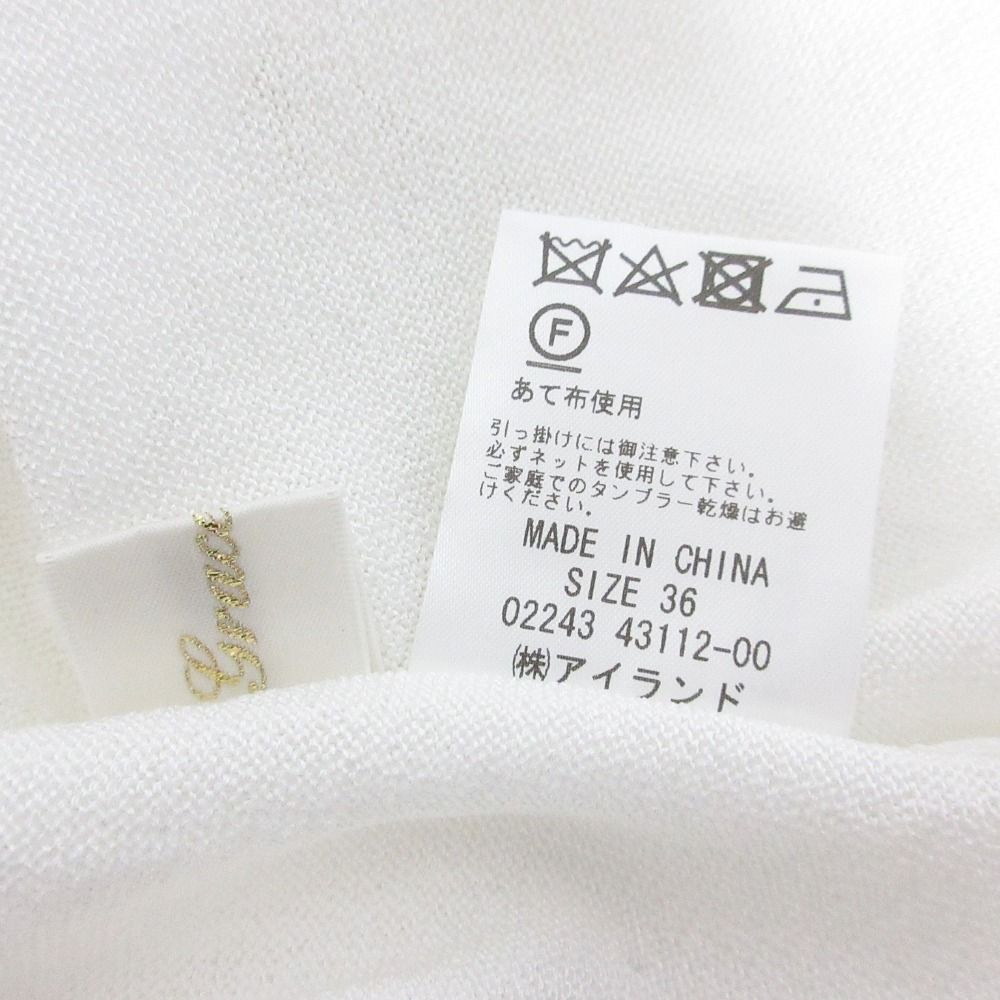 F
あて布使用
引っ掛けには御注意下さい。
必ずネットを使用して下さい。
ご家庭でのタンブラー乾燥はお避
けください。
MADE IN CHINA
SIZE 36
02243 43112-00
㈱アイランド